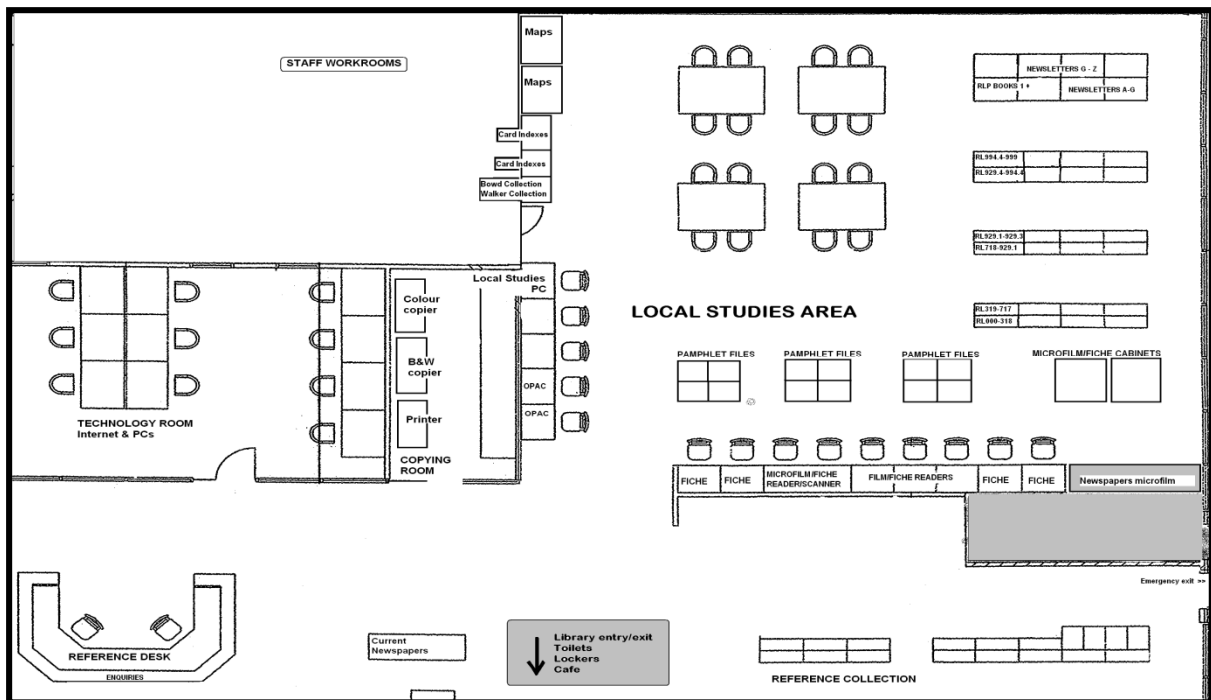 STAFF WORKROOMS
Maps
Maps
Card Indexes
Card Indexes
Bowd Collection
Walker Collection
NEWSLETTERS G - Z
RLP BOOKS 1 +
NEWSLETTERS A-G
RL994.4-999
RL929.4-994.4
RL929.1-929.3
RL718-929.1
RL319-717
RL000-318
LOCAL STUDIES AREA
Local Studies
PC
OPAC
OPAC
Colour
copier
B&W
copier
Printer
COPYING
ROOM
TECHNOLOGY ROOM
Internet & PCs
PAMPHLET FILES
PAMPHLET FILES
PAMPHLET FILES
MICROFILM/FICHE CABINETS
FICHE
FICHE
MICROFILM/FICHE
READER/SCANNER
FILM/FICHE READERS
FICHE
FICHE
Newspapers microfilm
Emergency exit >>
REFERENCE DESK
ENQUIRIES
Current
Newspapers
Library entry/exit
Toilets
Lockers
Cafe
REFERENCE COLLECTION